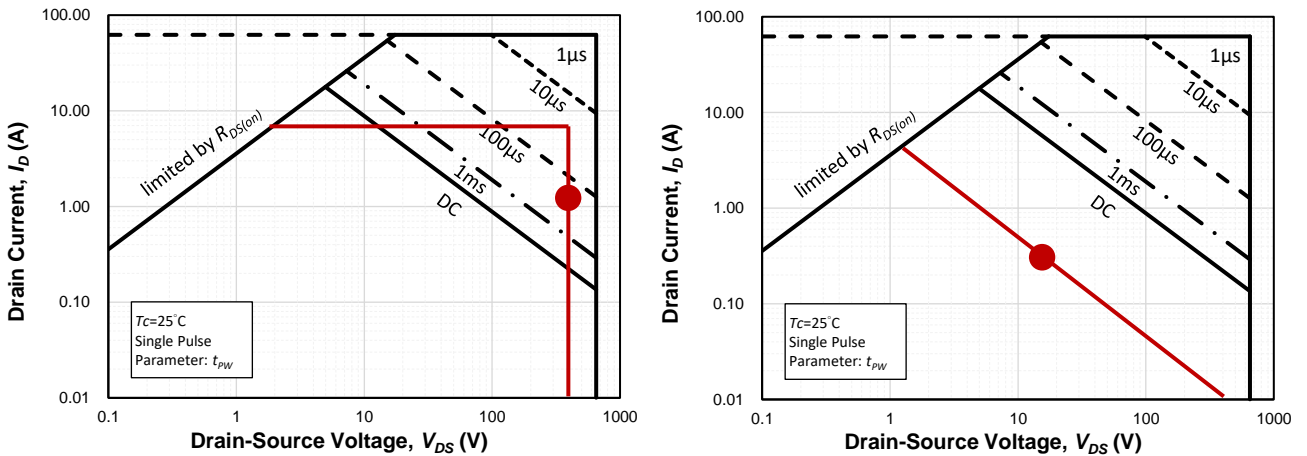 100.00
10.00
1.00
0.10
0.01
0.1
1
10
100
1000
Drain Current, I_D (A)
Drain-Source Voltage, V_DS (V)
limited by R_DS(on)
1µs
10µs
100µs
1ms
DC
Tc=25°C
Single Pulse
Parameter: t_PW
100.00
10.00
1.00
0.10
0.01
0.1
1
10
100
1000
Drain Current, I_D (A)
Drain-Source Voltage, V_DS (V)
limited by R_DS(on)
1µs
10µs
100µs
1ms
DC
Tc=25°C
Single Pulse
Parameter: t_PW